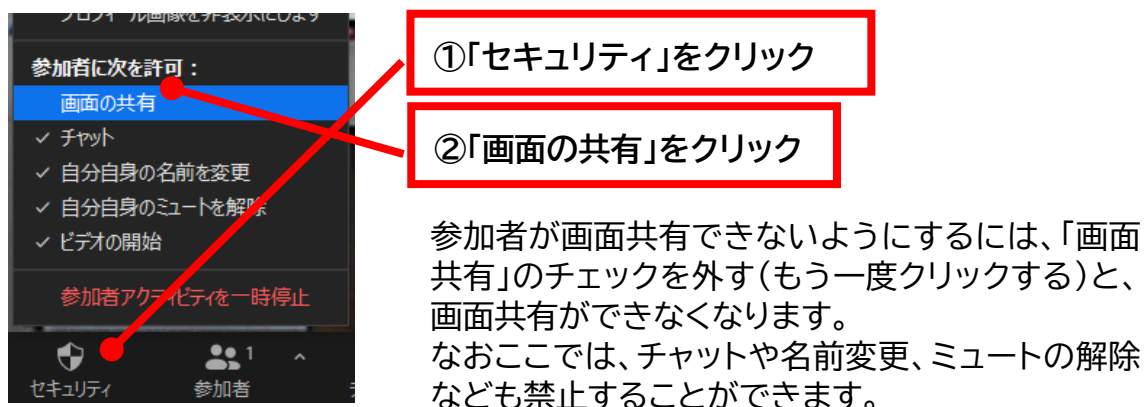 プロフィール画像を非表示にします
参加者に次を許可：
画面の共有
✓ チャット
✓ 自分自身の名前を変更
✓ 自分自身のミュートを解除
✓ ビデオの開始
参加者アクティビティを一時停止
セキュリティ
参加者
1
①「セキュリティ」をクリック
②「画面の共有」をクリック
参加者が画面共有できないようにするには、「画面
共有」のチェックを外す（もう一度クリックする）と、
画面共有ができなくなります。
なおここでは、チャットや名前変更、ミュートの解除
なども禁止することができます。